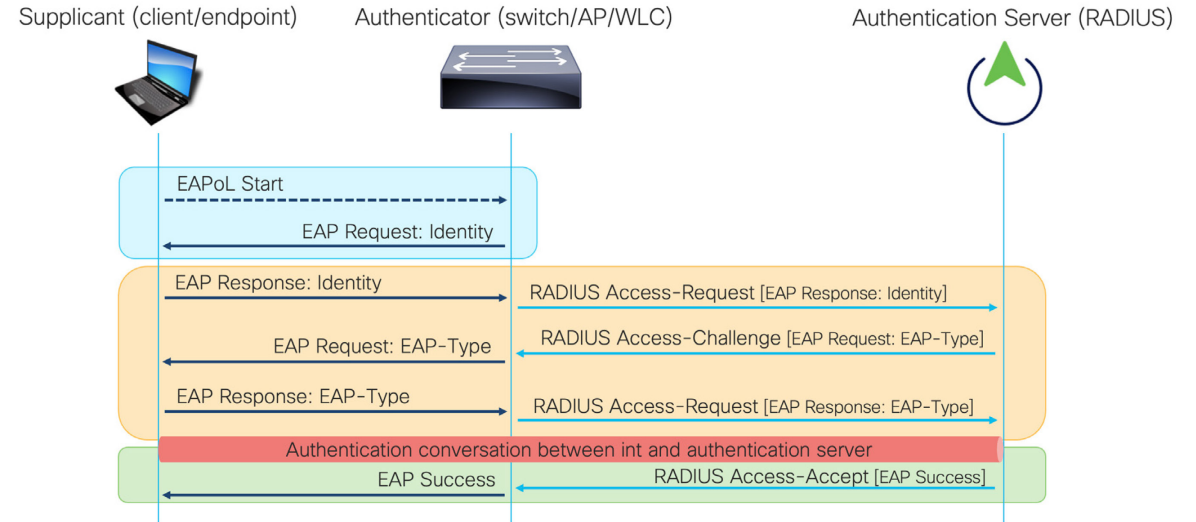 Supplicant (client/endpoint)
Authenticator (switch/AP/WLC)
Authentication Server (RADIUS)
EAPoL Start
EAP Request: Identity
EAP Response: Identity
RADIUS Access-Request [EAP Response: Identity]
RADIUS Access-Challenge [EAP Request: EAP-Type]
EAP Request: EAP-Type
EAP Response: EAP-Type
RADIUS Access-Request [EAP Response: EAP-Type]
Authentication conversation between int and authentication server
RADIUS Access-Accept [EAP Success]
EAP Success